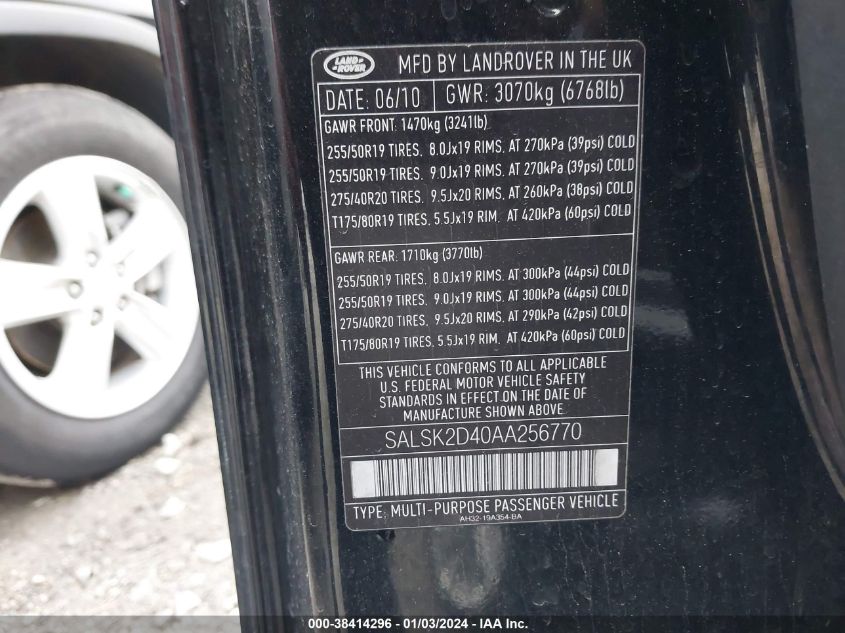 LAND ROVER
MFD BY LANDROVER IN THE UK
DATE: 06/10 GWR: 3070kg (6768lb)
GAWR FRONT: 1470kg (3241lb)
255/50R19 TIRES, 8.0Jx19 RIMS, AT 270kPa (39psi) COLD
255/50R19 TIRES, 9.0Jx19 RIMS, AT 270kPa (39psi) COLD
275/40R20 TIRES, 9.5Jx20 RIMS, AT 260kPa (38psi) COLD
T175/80R19 TIRES, 5.5Jx19 RIM, AT 420kPa (60psi) COLD
GAWR REAR: 1710kg (3770lb)
255/50R19 TIRES, 8.0Jx19 RIMS, AT 300kPa (44psi) COLD
255/50R19 TIRES, 9.0Jx19 RIMS, AT 300kPa (44psi) COLD
275/40R20 TIRES, 9.5Jx20 RIMS, AT 290kPa (42psi) COLD
T175/80R19 TIRES, 5.5Jx19 RIM, AT 420kPa (60psi) COLD
THIS VEHICLE CONFORMS TO ALL APPLICABLE
U.S. FEDERAL MOTOR VEHICLE SAFETY
STANDARDS IN EFFECT ON THE DATE OF
MANUFACTURE SHOWN ABOVE.
SALSK2D40AA256770
TYPE: MULTI-PURPOSE PASSENGER VEHICLE
AH32-19A354-BA
000-38414296 - 01/03/2024 - IAAI.com